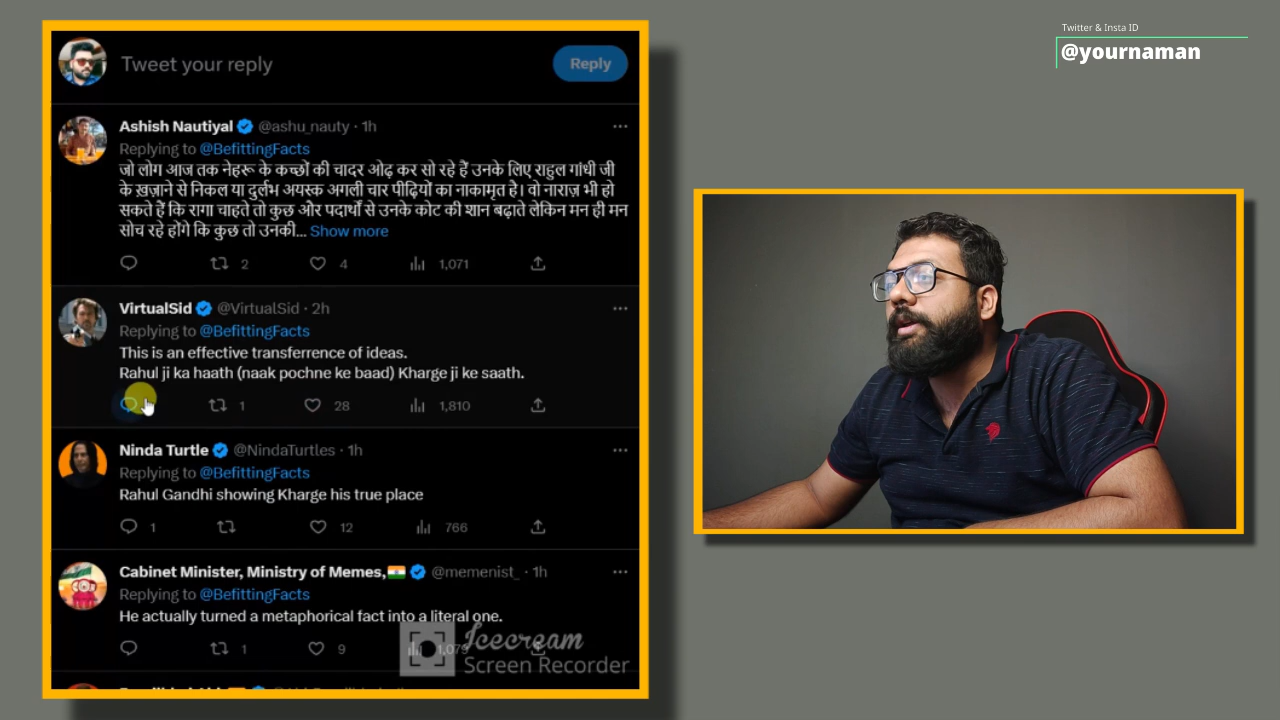 Twitter & Insta ID
@yournaman
Tweet your reply
Reply
Ashish Nautiyal @ashu_nauty · 1h
Replying to @BefittingFacts
जो लोग आज तक नेहरू के कच्छों की चादर ओढ़ कर सो रहे हैं उनके लिए राहुल गांधी जी
के ख़ज़ाने से निकल या दुर्लभ अयस्क अगली चार पीढ़ियों का नाकामृत है। वो नाराज़ भी हो
सकते हैं कि रागा चाहते तो कुछ और पदार्थों से उनके कोट की शान बढ़ाते लेकिन मन ही मन
सोच रहे होंगे कि कुछ तो उनकी... Show more
2 4 1,071
VirtualSid @VirtualSid · 2h
Replying to @BefittingFacts
This is an effective transferrence of ideas.
Rahul ji ka haath (naak pochne ke baad) Kharge ji ke saath.
1 28 1,810
Ninda Turtle @NindaTurtles · 1h
Replying to @BefittingFacts
Rahul Gandhi showing Kharge his true place
1 12 766
Cabinet Minister, Ministry of Memes, @memenist_ · 1h
Replying to @BefittingFacts
He actually turned a metaphorical fact into a literal one.
1 9
Icecream
Screen Recorder